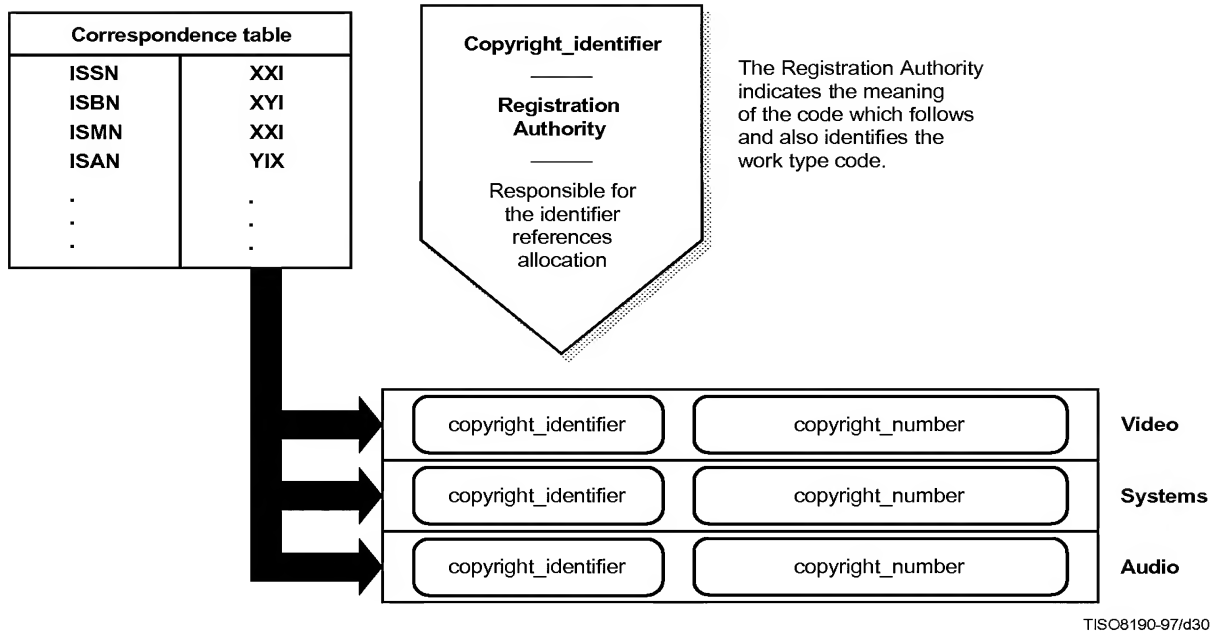 Correspondence table
ISSN XXI
ISBN XYI
ISMN XXI
ISAN YIX
. .
. .
. .
Copyright_identifier
Registration
Authority
Responsible for
the identifier
references
allocation
The Registration Authority
indicates the meaning
of the code which follows
and also identifies the
work type code.
copyright_identifier copyright_number Video
copyright_identifier copyright_number Systems
copyright_identifier copyright_number Audio
TISO8190-97/d30